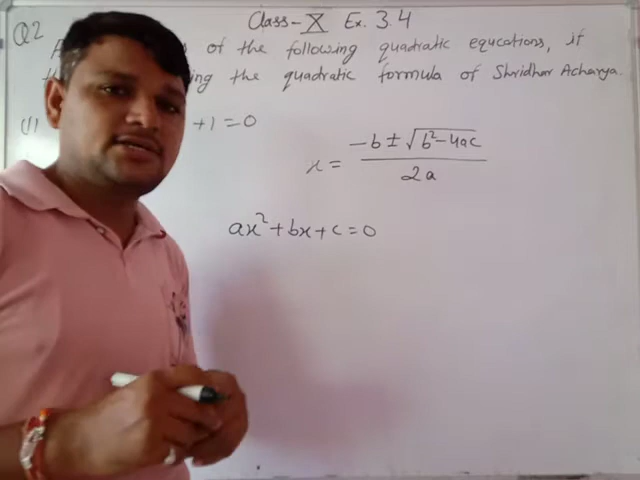 Class-X Ex. 3.4
Q2
of the following quadratic equations, if
the quadratic formula of Shridhar Acharya.
(1) +1=0
x = (-b ± √(b²-4ac)) / 2a
ax²+bx+c=0